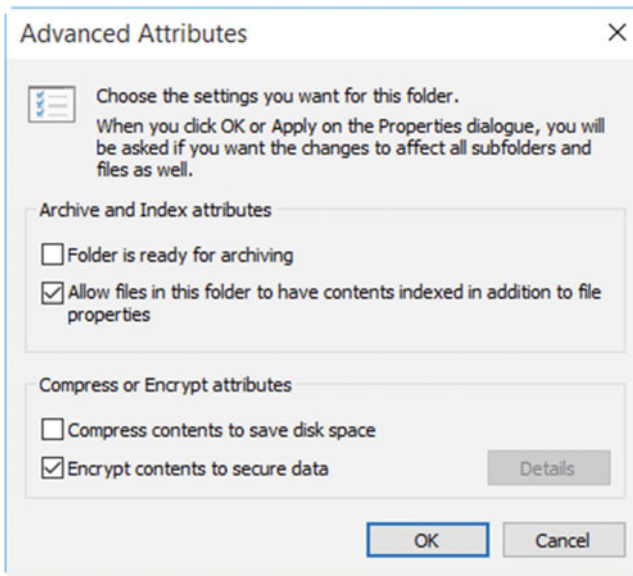 Advanced Attributes
Choose the settings you want for this folder.
When you click OK or Apply on the Properties dialogue, you will
be asked if you want the changes to affect all subfolders and
files as well.
Archive and Index attributes
Folder is ready for archiving
Allow files in this folder to have contents indexed in addition to file
properties
Compress or Encrypt attributes
Compress contents to save disk space
Encrypt contents to secure data
Details
OK
Cancel